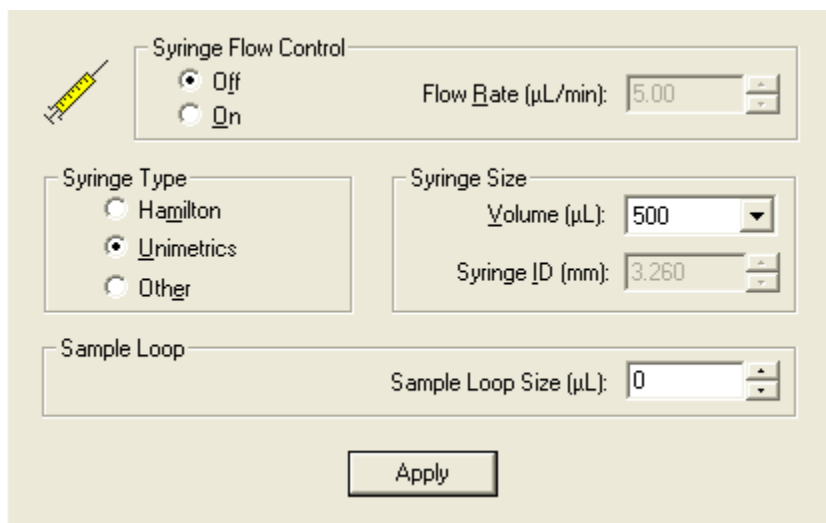 Syringe Flow Control
Off
On
Flow Rate (µL/min): 5.00
Syringe Type
Hamilton
Unimetrics
Other
Syringe Size
Volume (µL): 500
Syringe ID (mm): 3.260
Sample Loop
Sample Loop Size (µL): 0
Apply